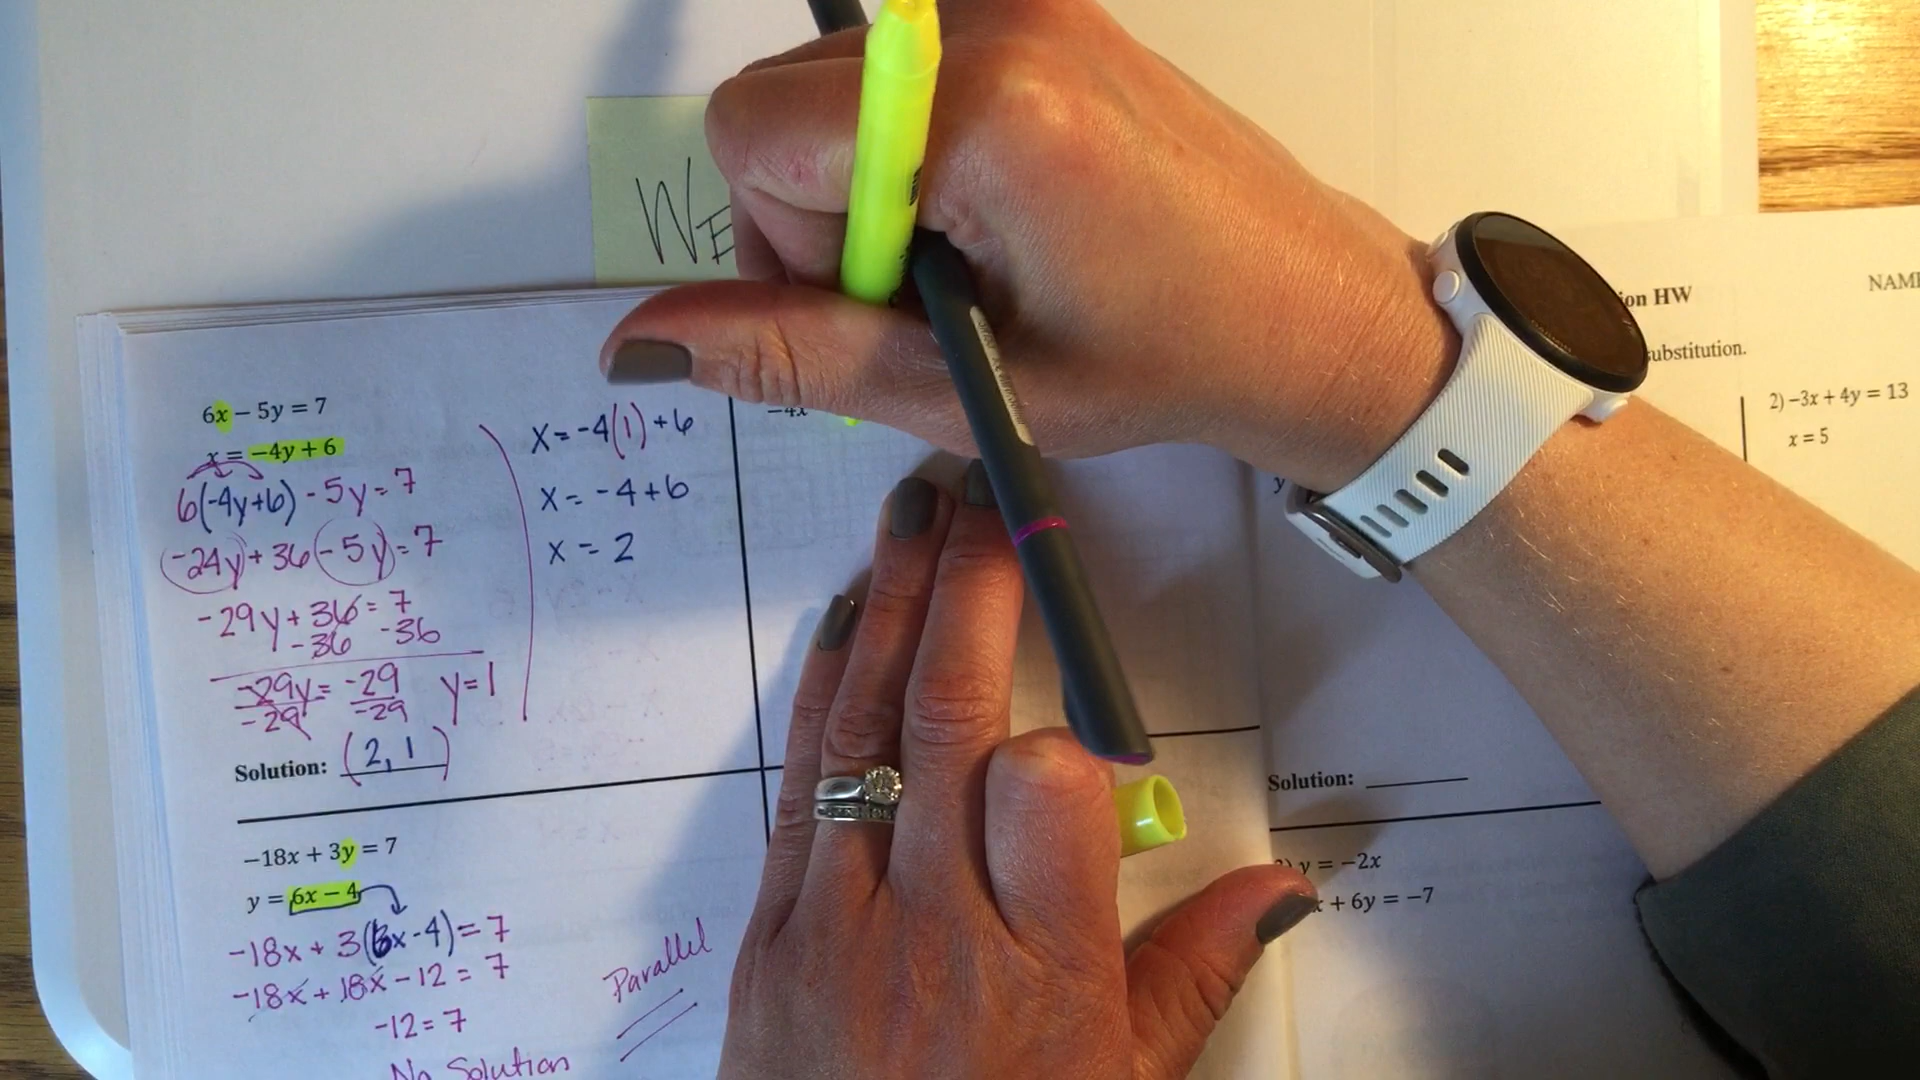 WE
6x − 5y = 7
x = −4y + 6
6(-4y+6) - 5y = 7
-24y + 36 - 5y = 7
-29y + 36 = 7
-36 -36
-29y = -29 y = 1
-29 -29
Solution: (2, 1)
x = -4(1) + 6
x = -4 + 6
x = 2
−4x
−18x + 3y = 7
y = 6x − 4
-18x + 3(6x - 4) = 7
-18x + 18x - 12 = 7
-12 = 7
No Solution
Parallel
ion HW
NAME
substitution.
y
2) −3x + 4y = 13
x = 5
Solution:
y = −2x
x + 6y = −7